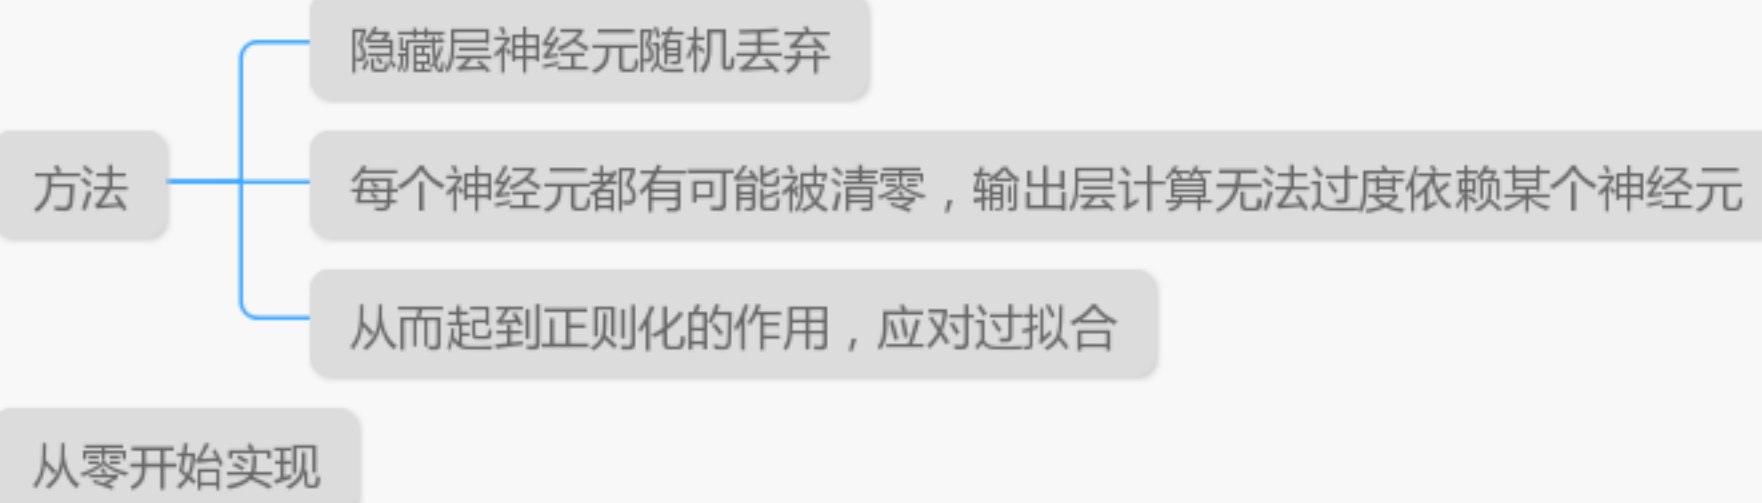 隐藏层神经元随机丢弃
方法
每个神经元都有可能被清零，输出层计算无法过度依赖某个神经元
从而起到正则化的作用，应对过拟合
从零开始实现